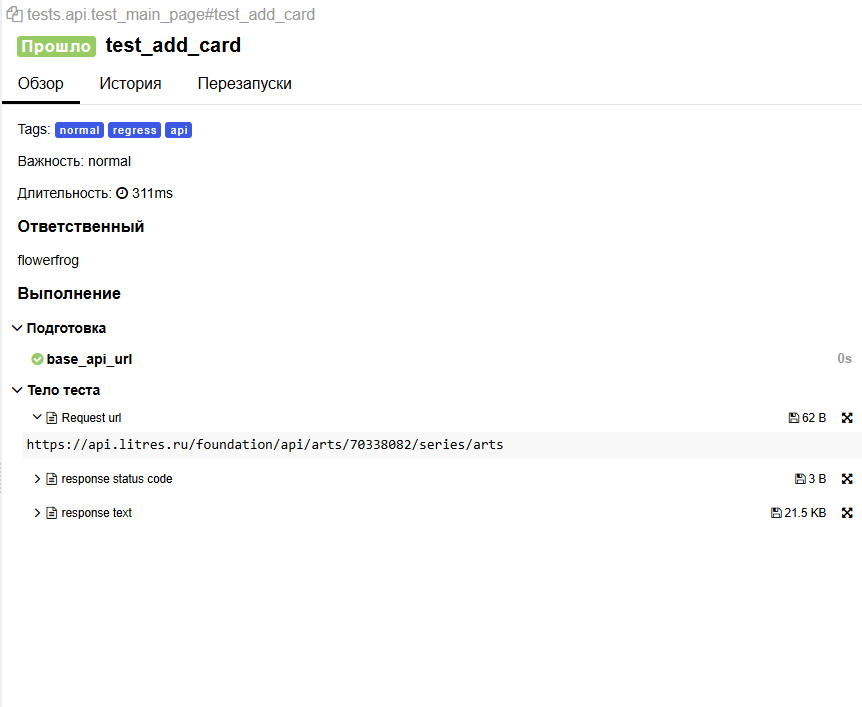 tests.api.test_main_page#test_add_card
Прошло test_add_card
Обзор История Перезапуски
Tags: normal regress api
Важность: normal
Длительность: 311ms
Ответственный
flowerfrog
Выполнение
Подготовка
base_api_url 0s
Тело теста
Request url 62 B
https://api.litres.ru/foundation/api/arts/70338082/series/arts
response status code 3 B
response text 21.5 KB